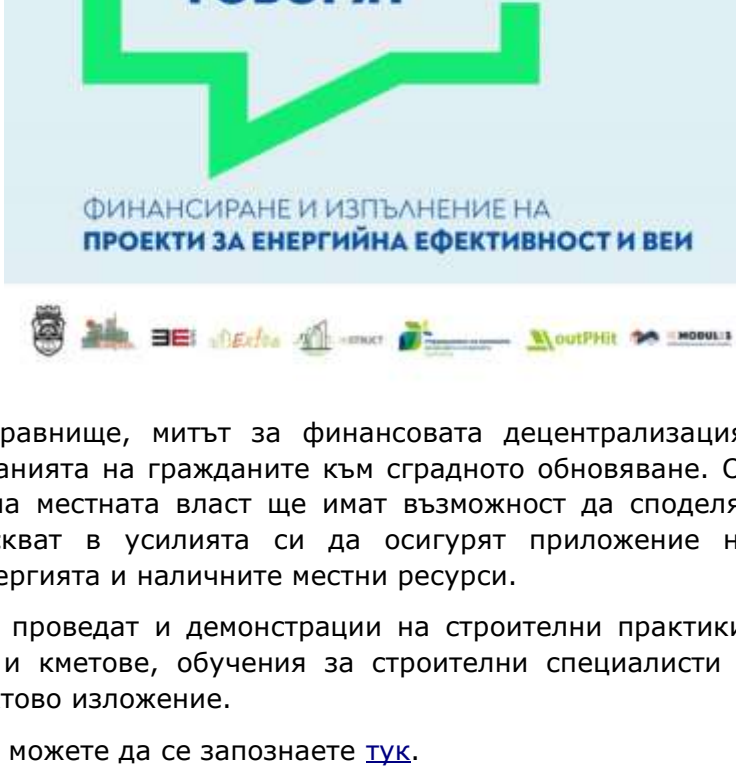 ФИНАНСИРАНЕ И ИЗПЪЛНЕНИЕ НА
ПРОЕКТИ ЗА ЕНЕРГИЙНА ЕФЕКТИВНОСТ И ВЕИ
outPHit MODULES
равнище, митът за финансовата децентрализация
анията на гражданите към сградното обновяване. О
на местната власт ще имат възможност да споделя
скват в усилията си да осигурят приложение н
ергията и наличните местни ресурси.
проведат и демонстрации на строителни практики
и кметове, обучения за строителни специалисти
тово изложение.
можете да се запознаете тук.